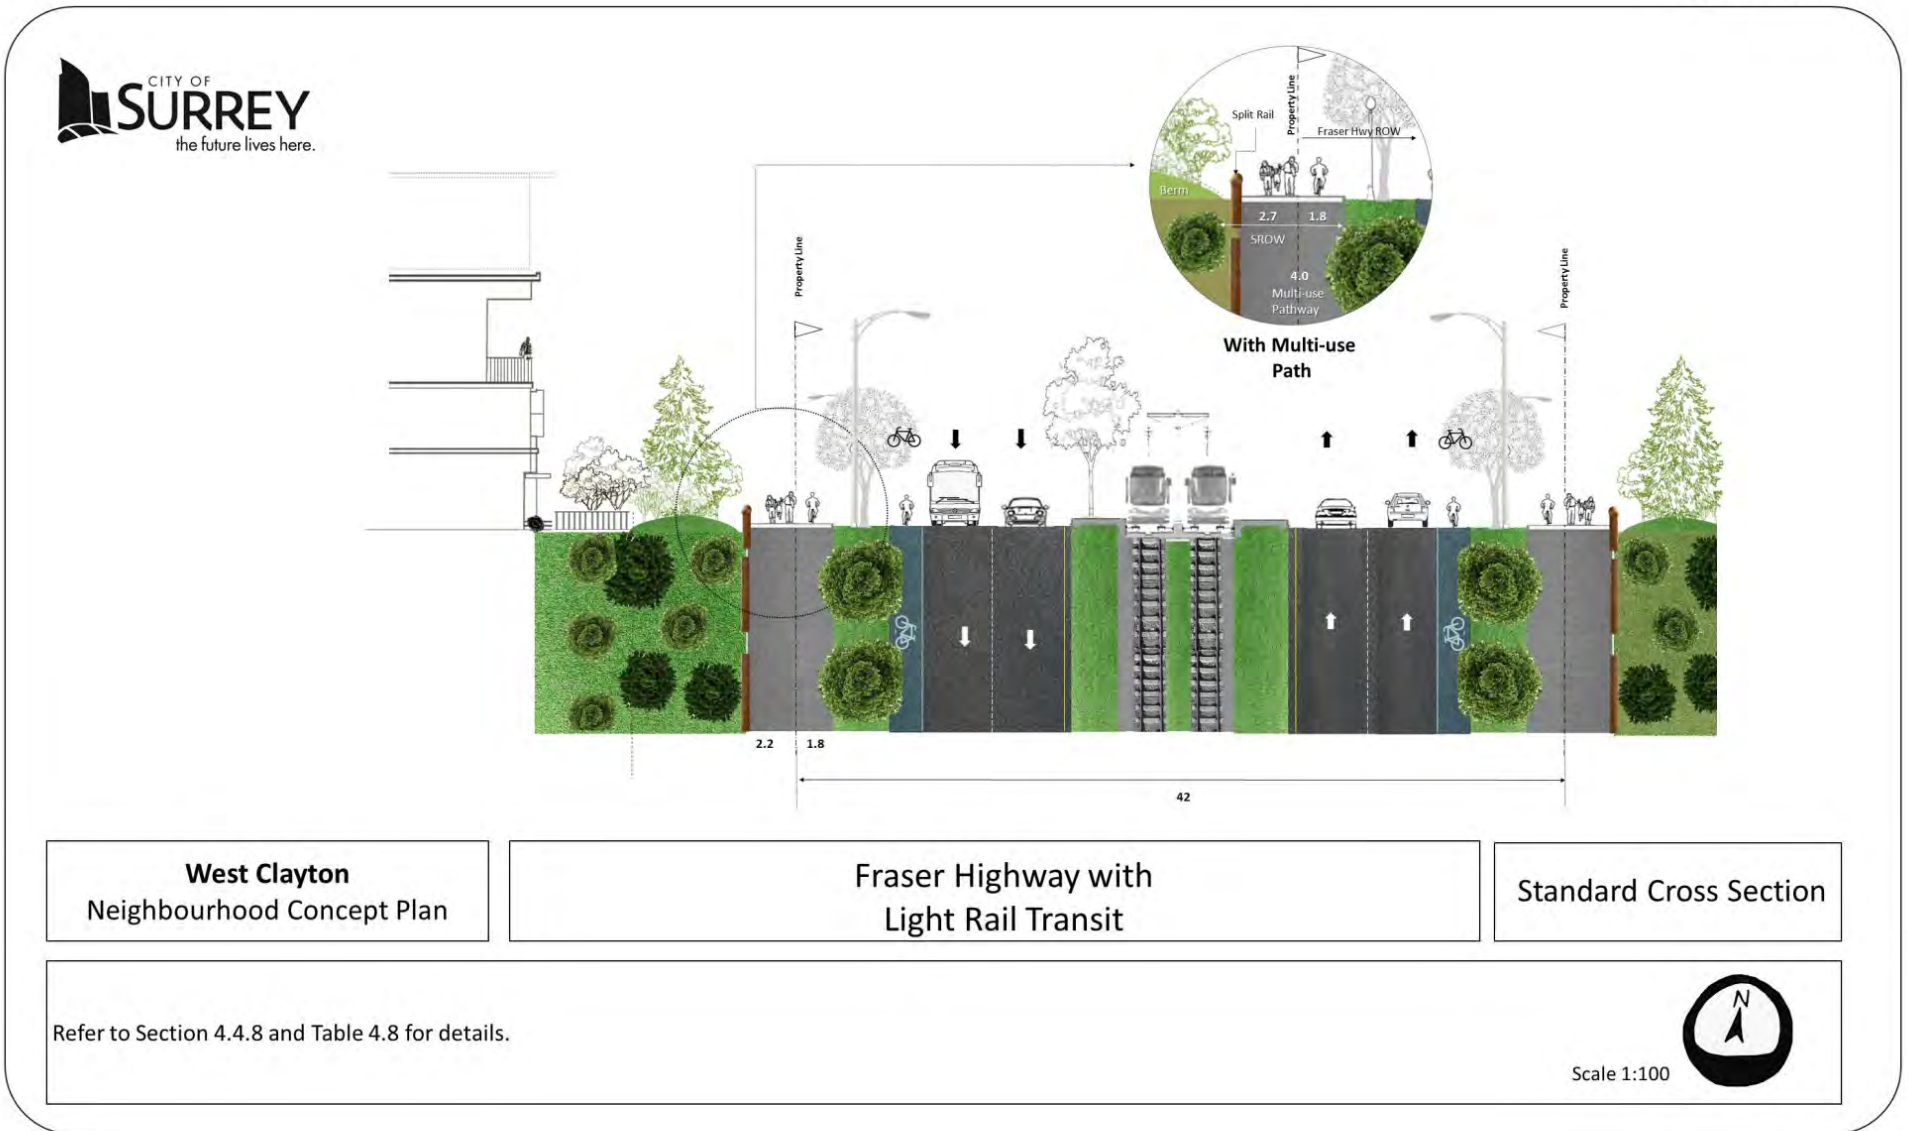 CITY OF
SURREY
the future lives here.
Split Rail
Property Line
Fraser Hwy ROW
Berm
2.7
1.8
SROW
4.0
Multi-use
Pathway
With Multi-use
Path
Property Line
Property Line
2.2
1.8
42
West Clayton
Neighbourhood Concept Plan
Fraser Highway with
Light Rail Transit
Standard Cross Section
Refer to Section 4.4.8 and Table 4.8 for details.
N
Scale 1:100